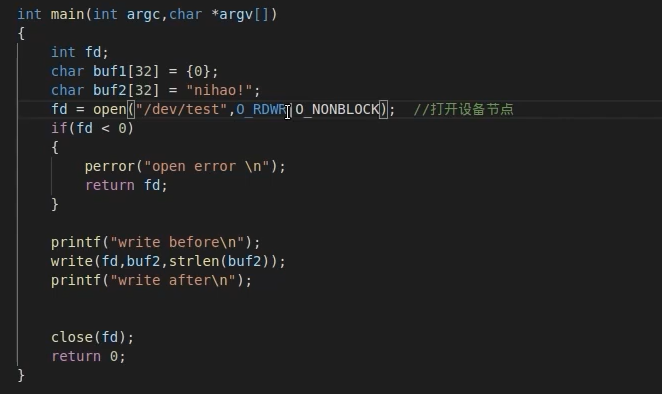 int main(int argc,char *argv[])
{
int fd;
char buf1[32] = {0};
char buf2[32] = "nihao!";
fd = open("/dev/test",O_RDWR|O_NONBLOCK);  //打开设备节点
if(fd < 0)
{
perror("open error \n");
return fd;
}
printf("write before\n");
write(fd,buf2,strlen(buf2));
printf("write after\n");
close(fd);
return 0;
}